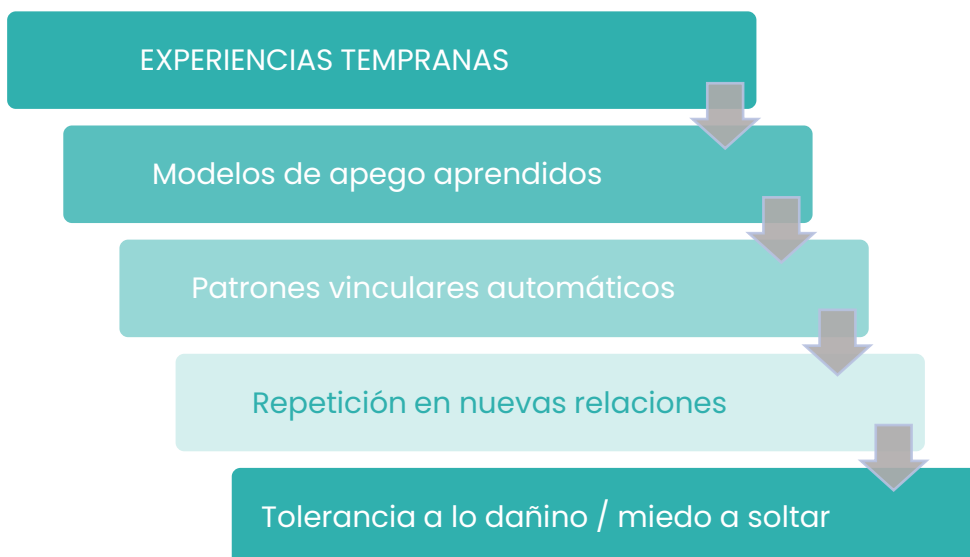 EXPERIENCIAS TEMPRANAS
Modelos de apego aprendidos
Patrones vinculares automáticos
Repetición en nuevas relaciones
Tolerancia a lo dañino / miedo a soltar